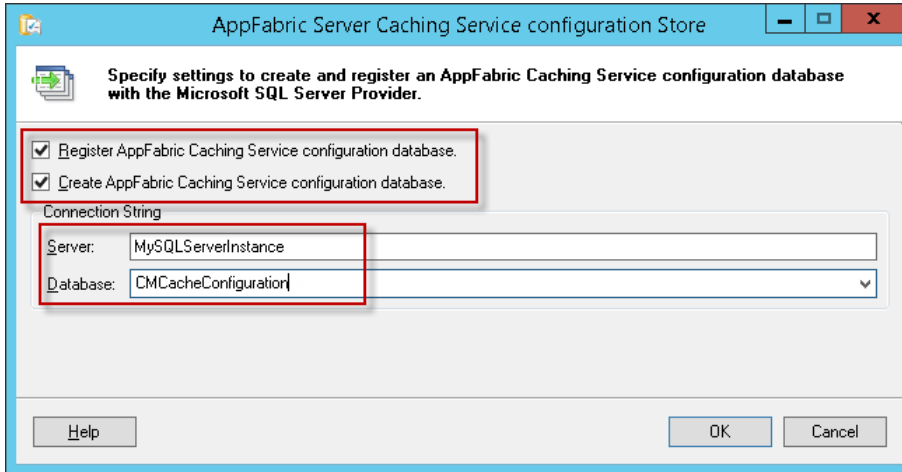 AppFabric Server Caching Service configuration Store
Specify settings to create and register an AppFabric Caching Service configuration database
with the Microsoft SQL Server Provider.
Register AppFabric Caching Service configuration database.
Create AppFabric Caching Service configuration database.
Connection String
Server: MySQLServerInstance
Database: CMCacheConfiguration
Help OK Cancel